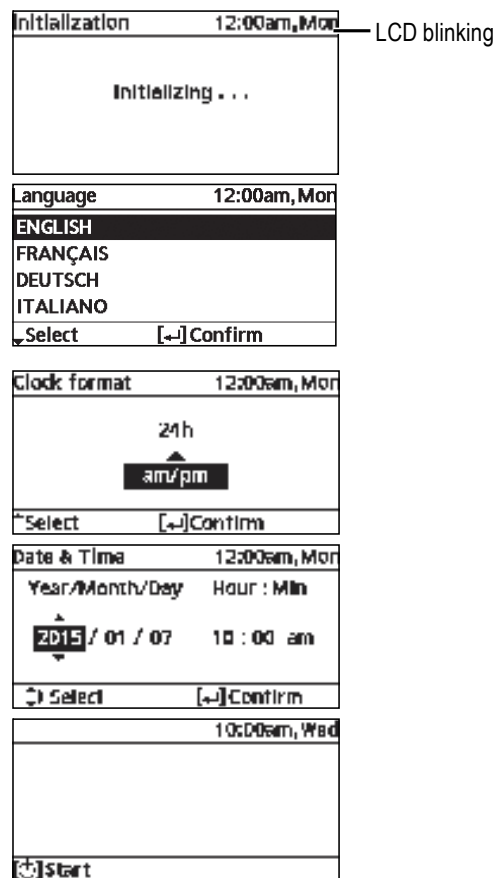 Initialization 12:00am,Mon
LCD blinking
Initializing . . .
Language 12:00am,Mon
ENGLISH
FRANÇAIS
DEUTSCH
ITALIANO
Select [↵] Confirm
Clock format 12:00am,Mon
24h
am/pm
Select [↵]Confirm
Date & Time 12:00am,Mon
Year/Month/Day Hour : Min
2015 / 01 / 07 10 : 00 am
Select [↵]Confirm
10:00am,Wed
[⏻]Start